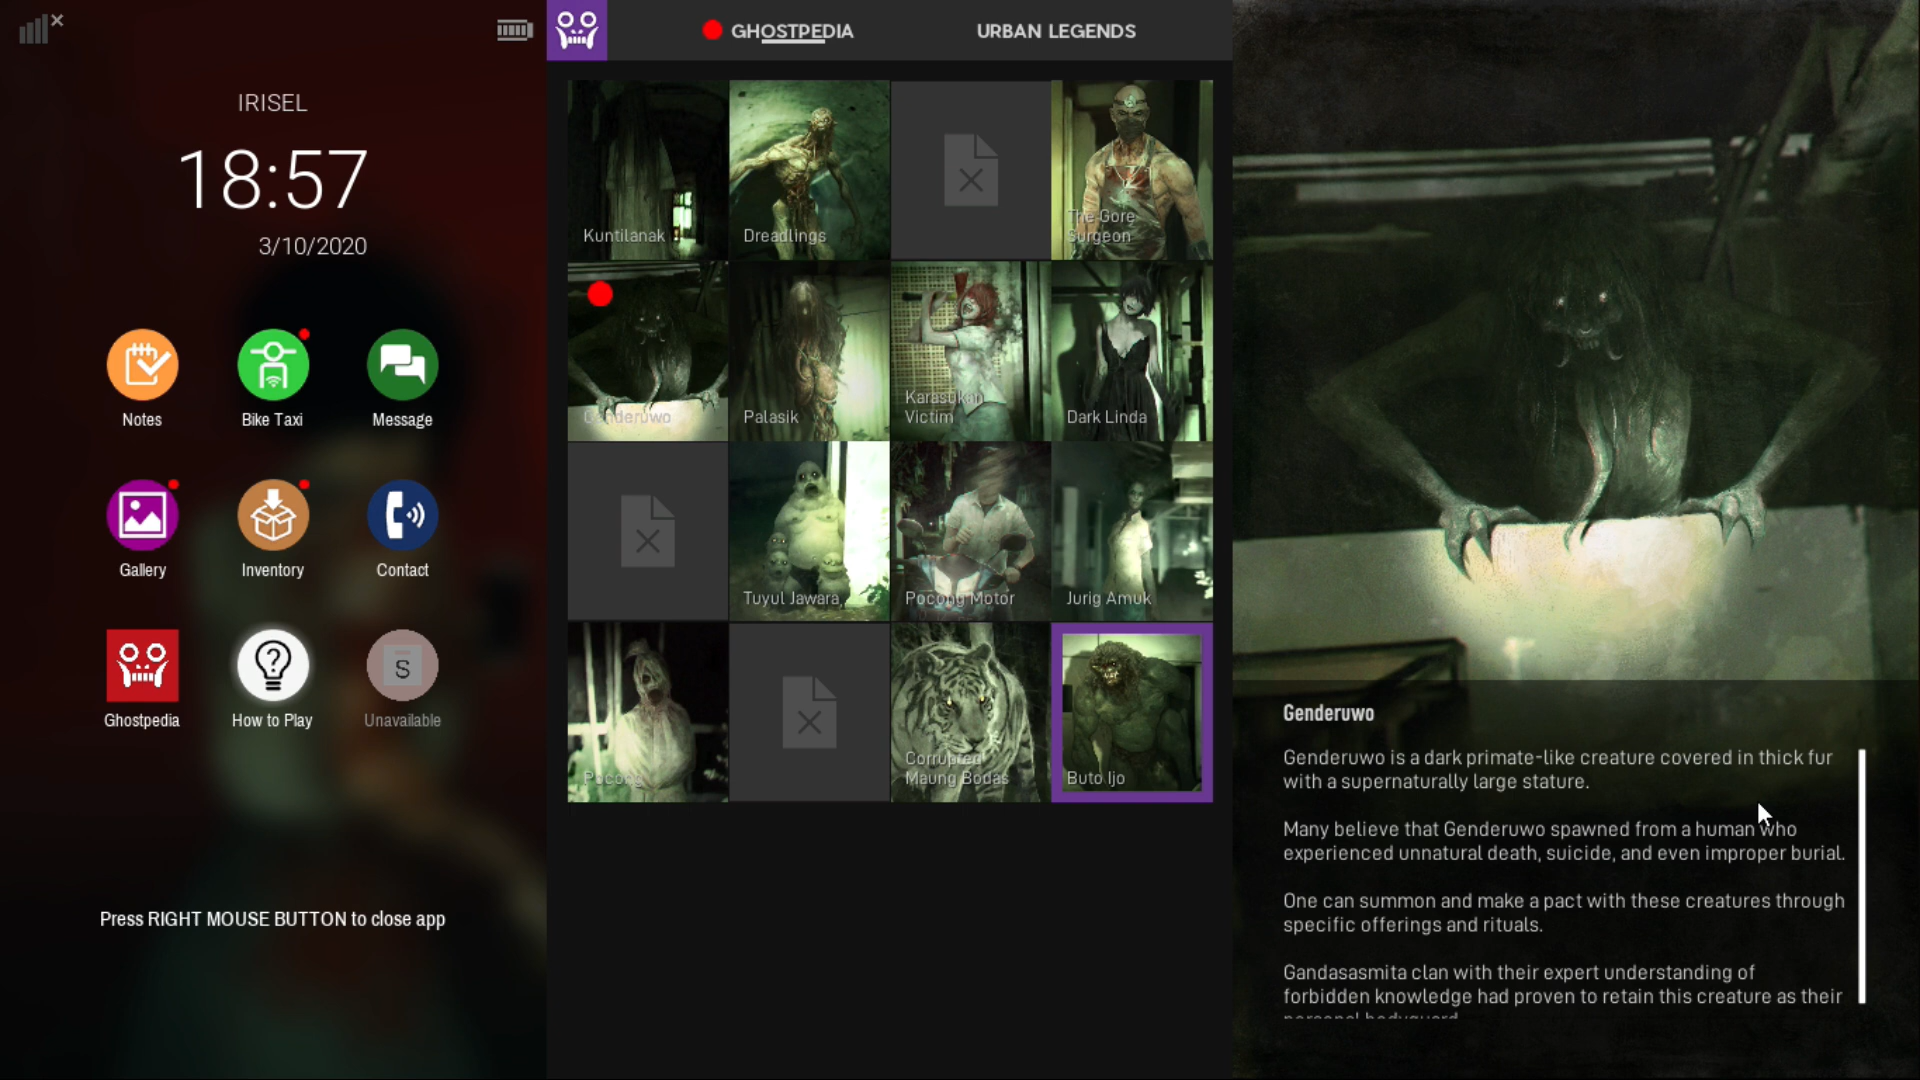 IRISEL
18:57
3/10/2020
Notes
Bike Taxi
Message
Gallery
Inventory
Contact
Ghostpedia
How to Play
S
Unavailable
Press RIGHT MOUSE BUTTON to close app
GHOSTPEDIA
URBAN LEGENDS
Kuntilanak
Dreadlings
The Gore
Surgeon
Genderuwo
Palasik
Karasukan
Victim
Dark Linda
Tuyul Jawara
Pocong Motor
Jurig Amuk
Pocong
Corrupted
Maung Bodas
Buto Ijo
Genderuwo
Genderuwo is a dark primate-like creature covered in thick fur
with a supernaturally large stature.
Many believe that Genderuwo spawned from a human who
experienced unnatural death, suicide, and even improper burial.
One can summon and make a pact with these creatures through
specific offerings and rituals.
Gandasasmita clan with their expert understanding of
forbidden knowledge had proven to retain this creature as their
personal bodyguard